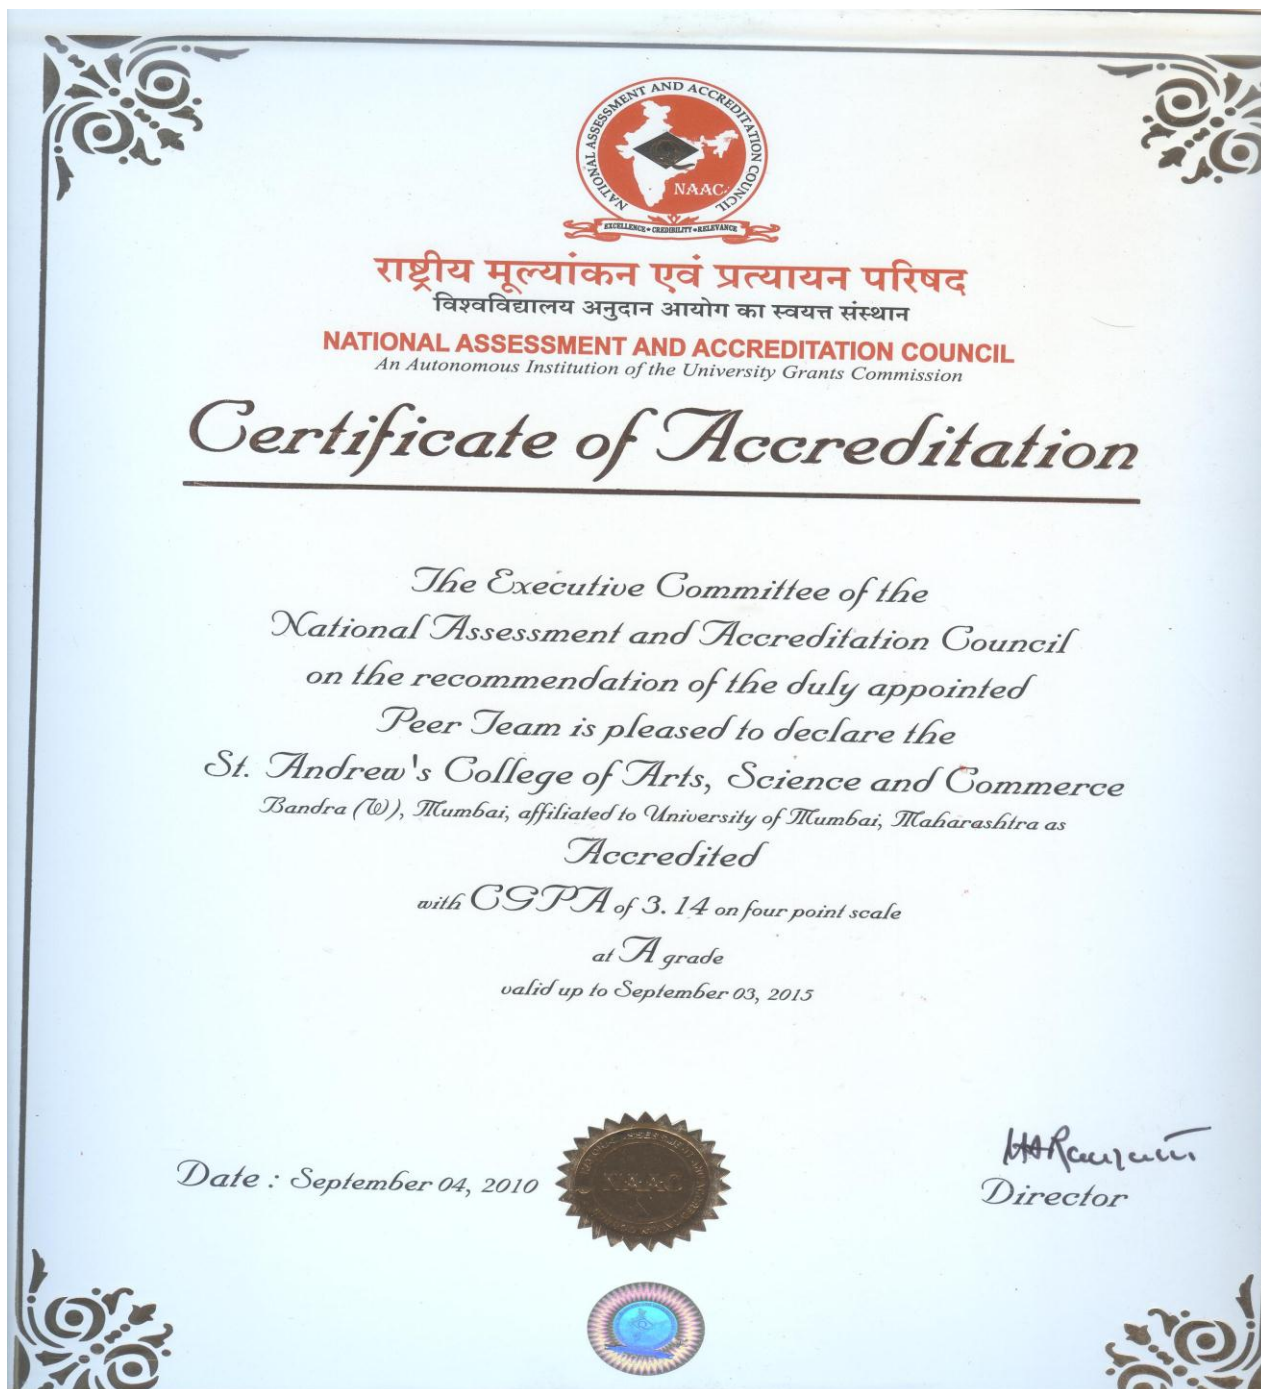 NATIONAL ASSESSMENT AND ACCREDITATION COUNCIL
NAAC
EXCELLENCE • CREDIBILITY • RELEVANCE
राष्ट्रीय मूल्यांकन एवं प्रत्यायन परिषद
विश्वविद्यालय अनुदान आयोग का स्वयत्त संस्थान
NATIONAL ASSESSMENT AND ACCREDITATION COUNCIL
An Autonomous Institution of the University Grants Commission
Certificate of Accreditation
The Executive Committee of the
National Assessment and Accreditation Council
on the recommendation of the duly appointed
Peer Team is pleased to declare the
St. Andrew's College of Arts, Science and Commerce
Bandra (W), Mumbai, affiliated to University of Mumbai, Maharashtra as
Accredited
with CGPA of 3.14 on four point scale
at A grade
valid up to September 03, 2015
Date : September 04, 2010
NAAC
Director